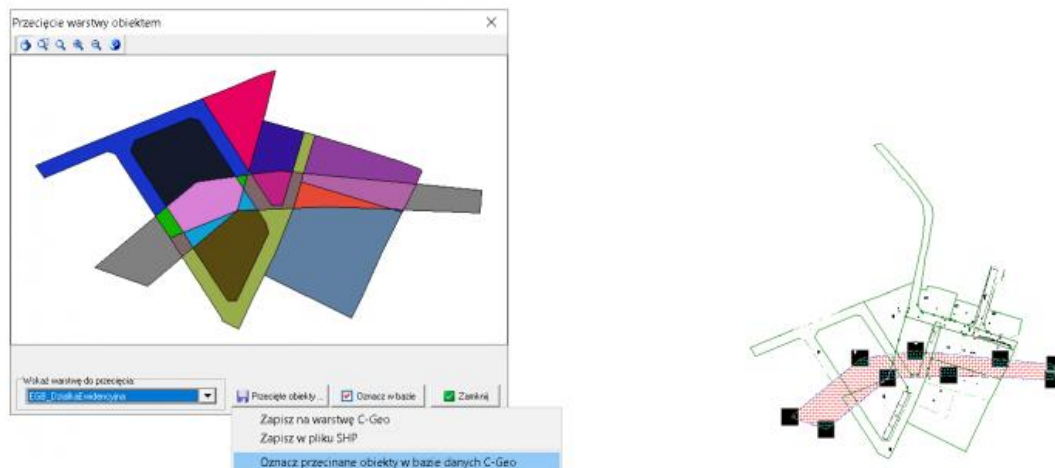 Przecięcie warstwy obiektem
Wskaż warstwę do przecięcia:
EGB_DzialkaEwidencyjna
Przecięte obiekty ...
Oznacz w bazie
Zamknij
Zapisz na warstwę C-Geo
Zapisz w pliku SHP
Oznacz przecinane obiekty w bazie danych C-Geo